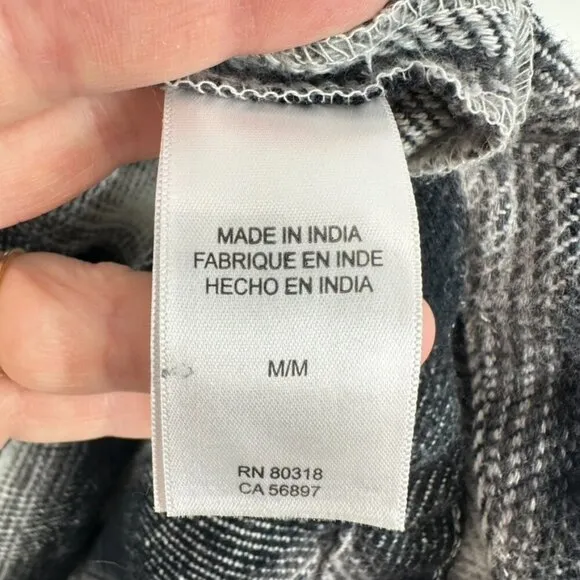 MADE IN INDIA
FABRIQUE EN INDE
HECHO EN INDIA
M/M
RN 80318
CA 56897